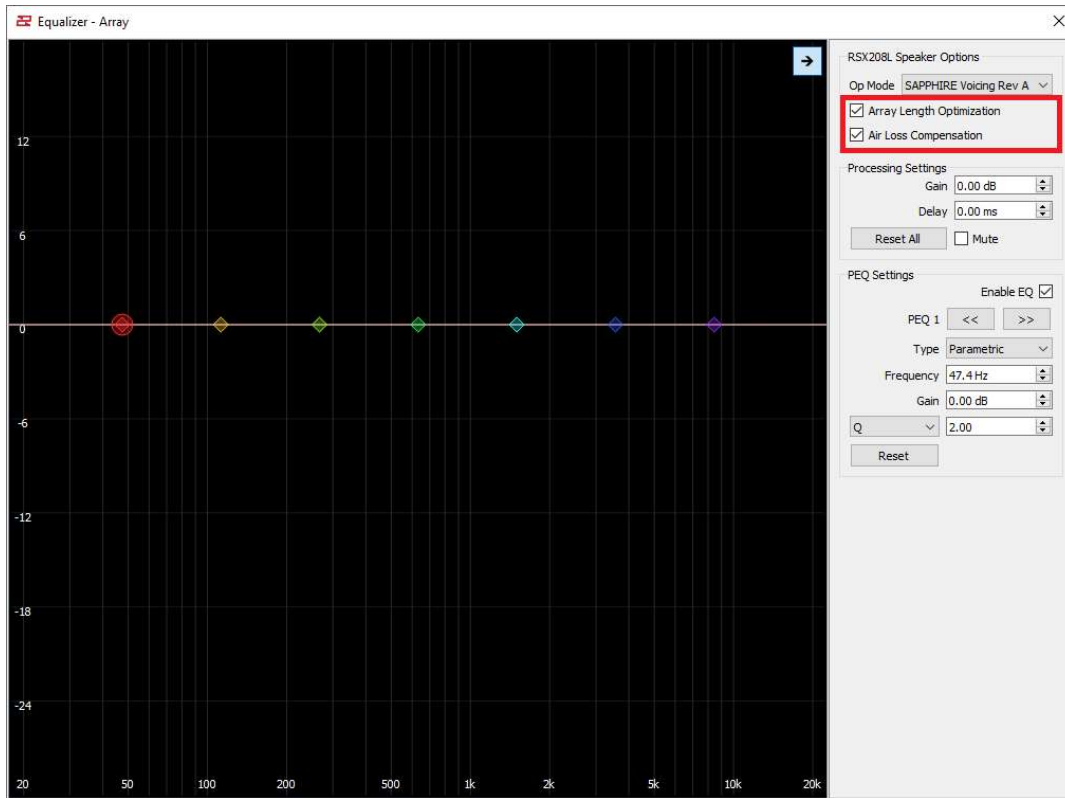 Equalizer - Array
RSX208L Speaker Options
Op Mode SAPPHIRE Voicing Rev A
Array Length Optimization
Air Loss Compensation
Processing Settings
Gain 0.00 dB
Delay 0.00 ms
Reset All Mute
PEQ Settings
Enable EQ
PEQ 1 << >>
Type Parametric
Frequency 47.4 Hz
Gain 0.00 dB
Q 2.00
Reset
12
6
0
-6
-12
-18
-24
20 50 100 200 500 1k 2k 5k 10k 20k